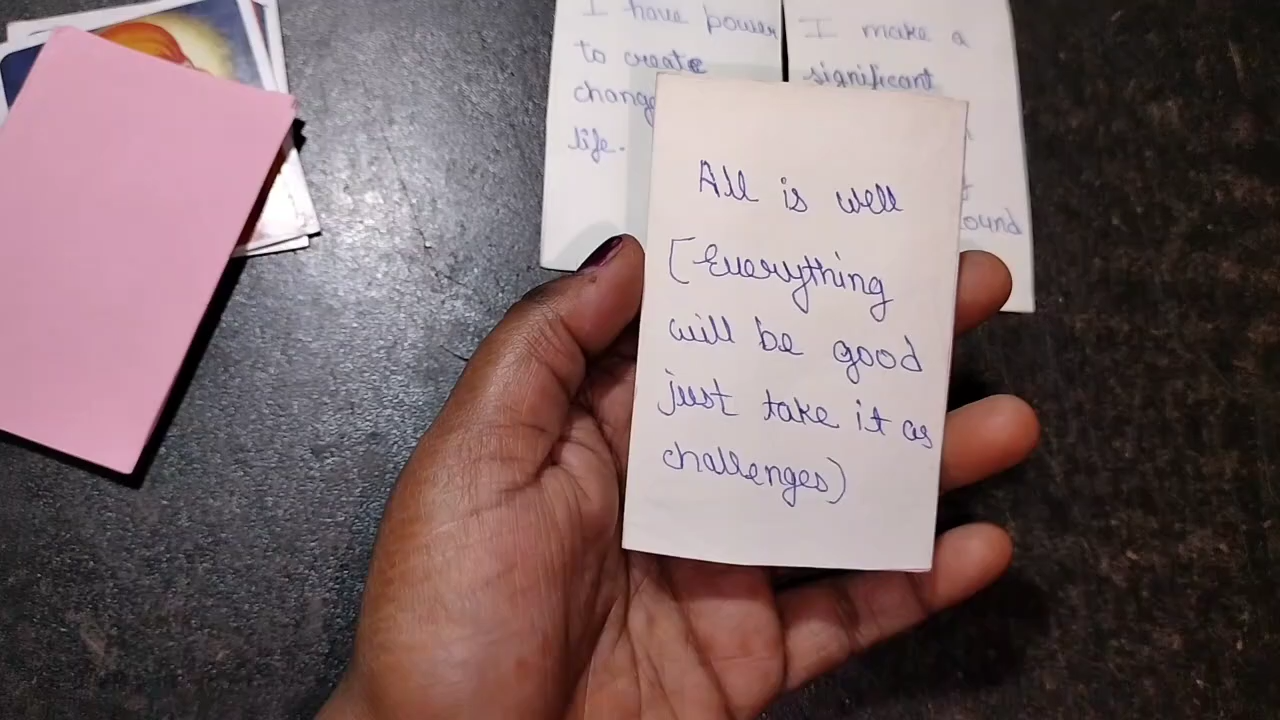 I have power
to create
change
life.
I make a
significant
ound
All is well
[Everything
will be good
just take it as
challenges)